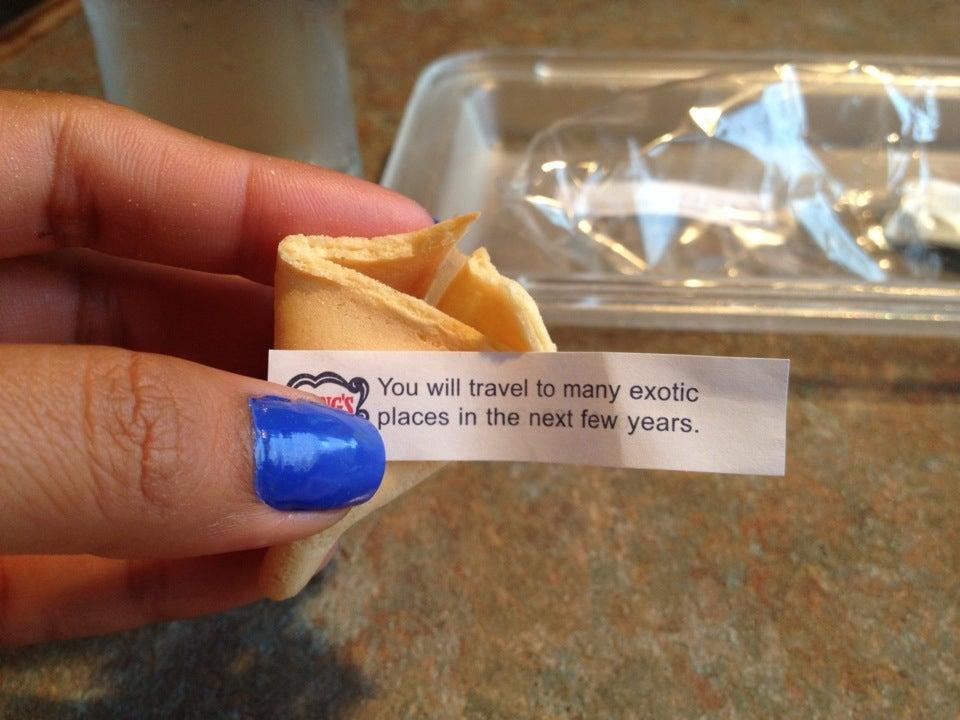 You will travel to many exotic
places in the next few years.